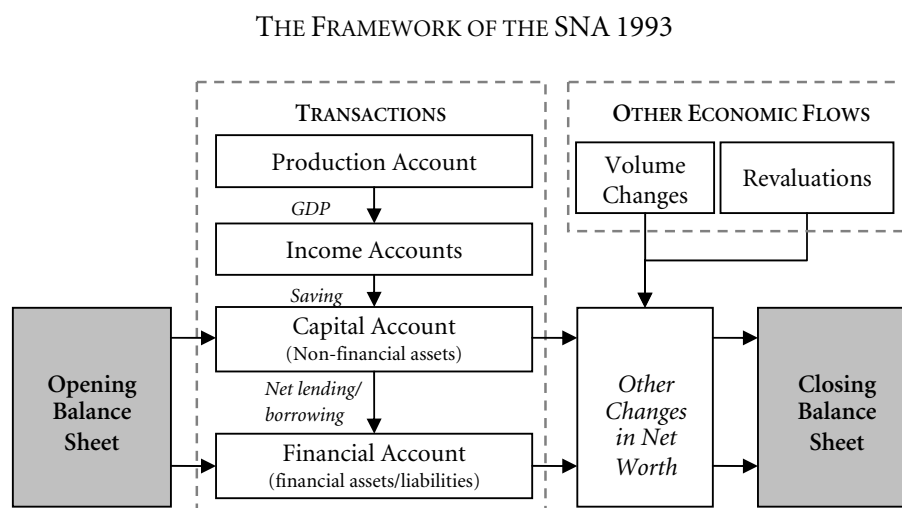 THE FRAMEWORK OF THE SNA 1993
TRANSACTIONS
Production Account
GDP
Income Accounts
Saving
Capital Account
(Non-financial assets)
Net lending/
borrowing
Financial Account
(financial assets/liabilities)
OTHER ECONOMIC FLOWS
Volume
Changes
Revaluations
Opening
Balance
Sheet
Other
Changes
in Net
Worth
Closing
Balance
Sheet